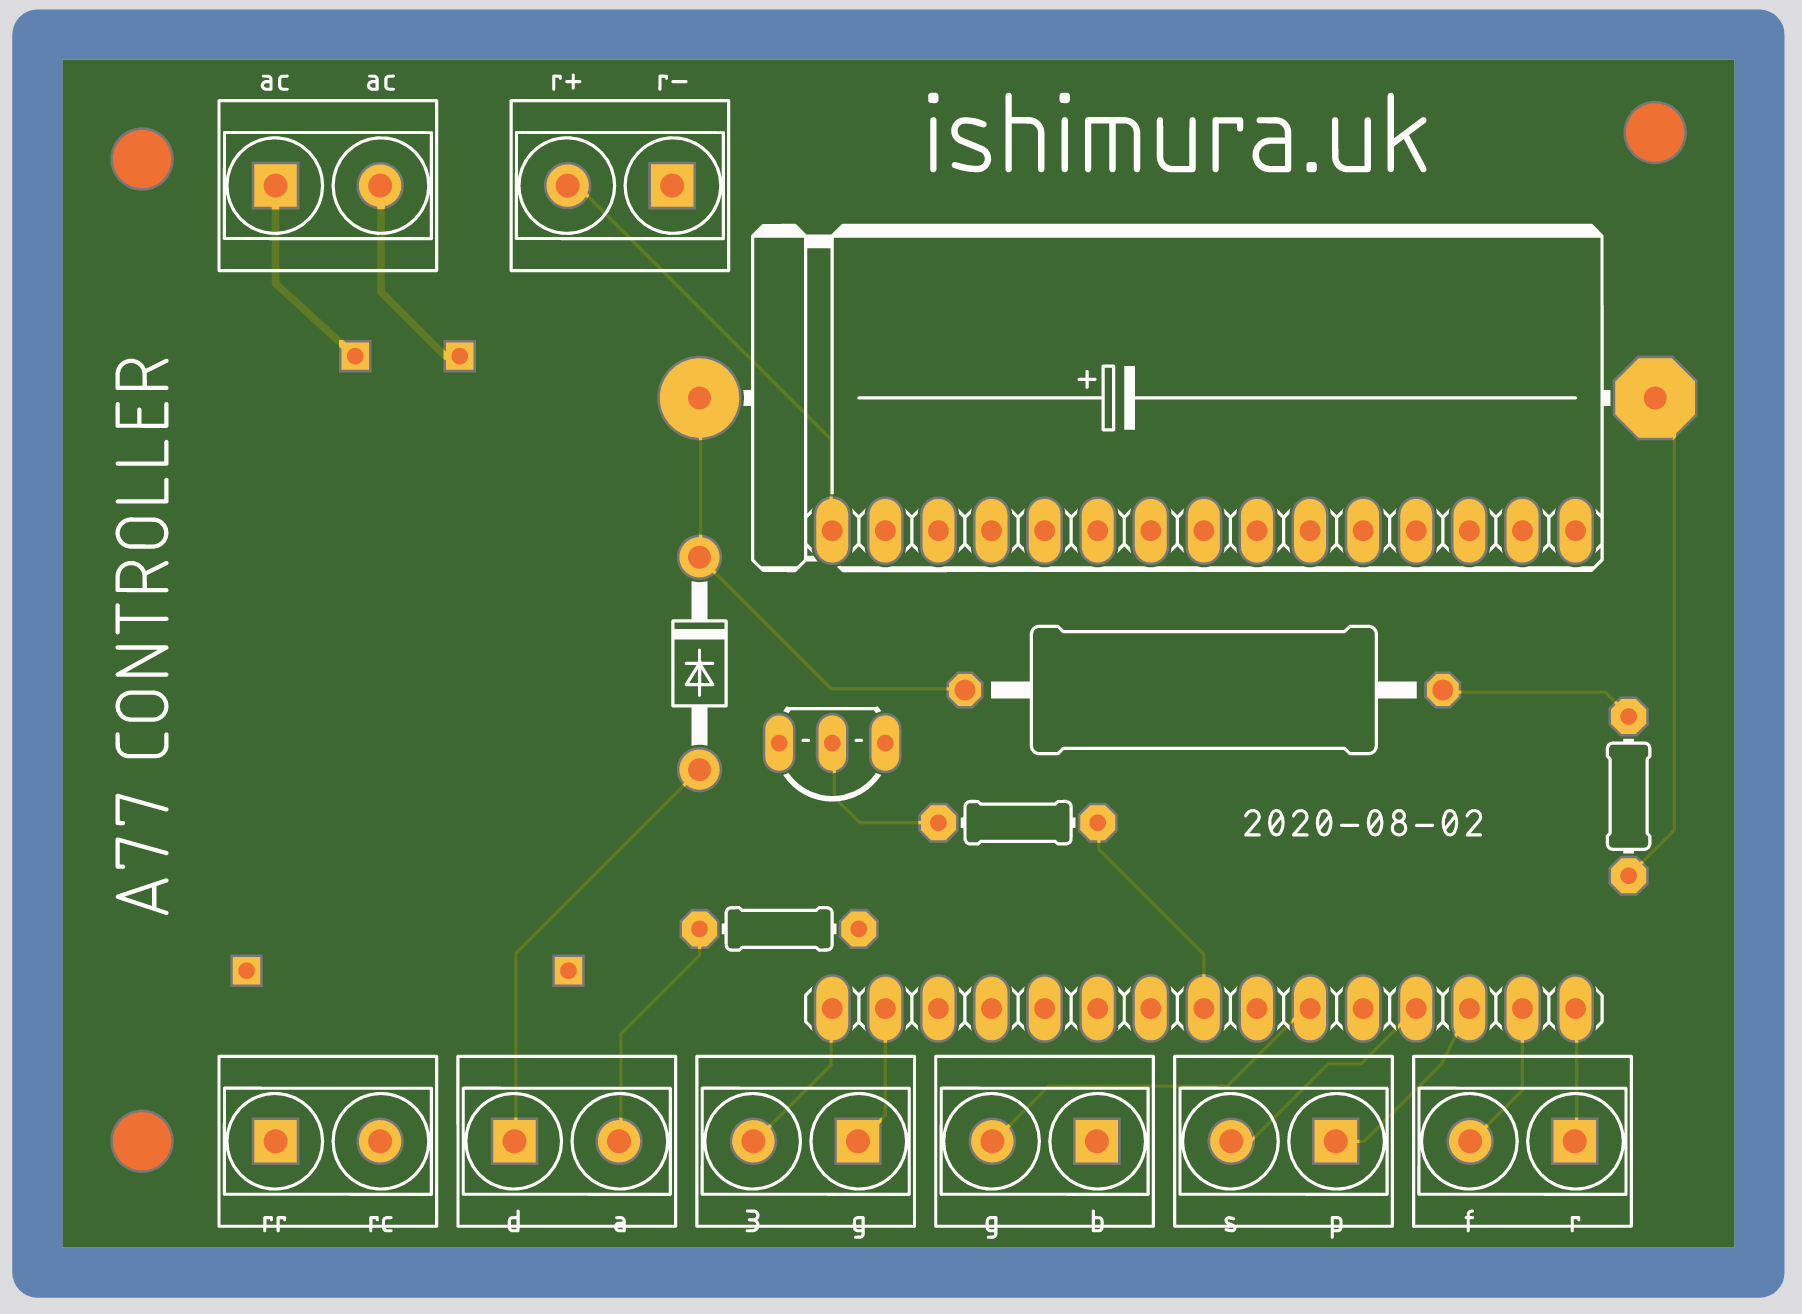 ac ac r+ r-
ishimura.uk
+
A77 CONTROLLER
2020-08-02
rr rc d a 3 g g b s p f r